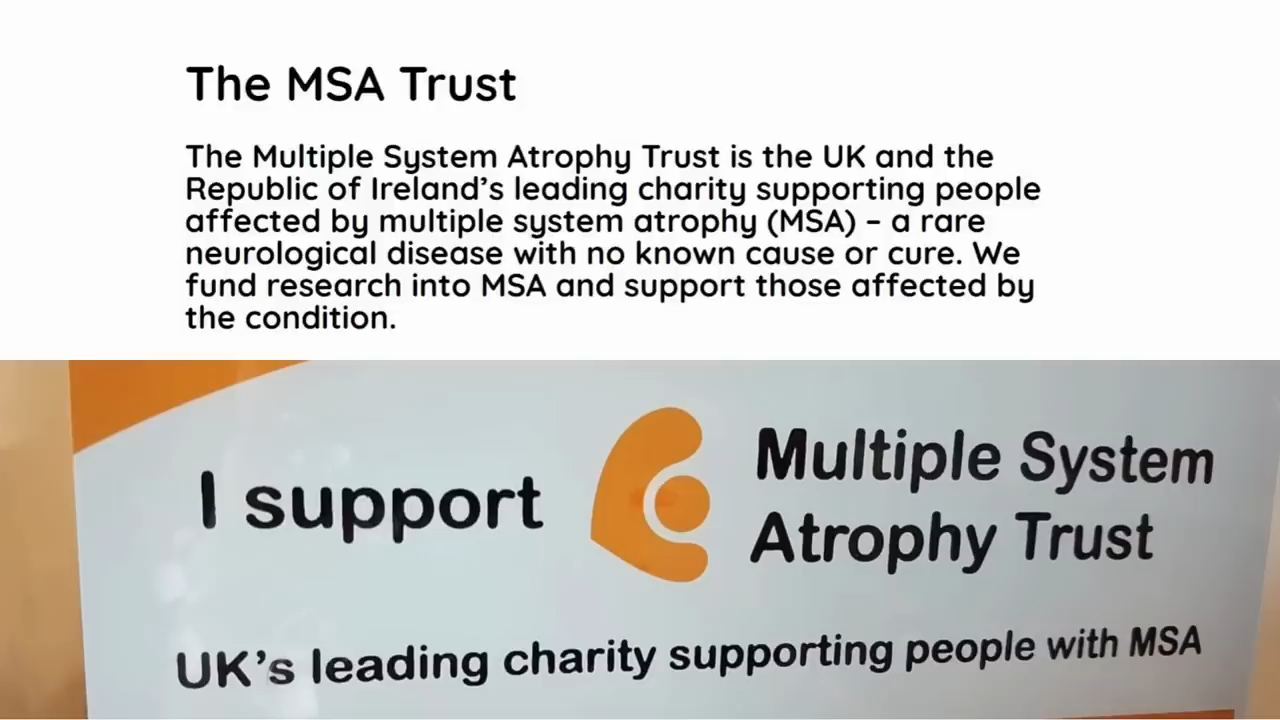 The MSA Trust
The Multiple System Atrophy Trust is the UK and the
Republic of Ireland’s leading charity supporting people
affected by multiple system atrophy (MSA) – a rare
neurological disease with no known cause or cure. We
fund research into MSA and support those affected by
the condition.
I support
Multiple System
Atrophy Trust
UK’s leading charity supporting people with MSA